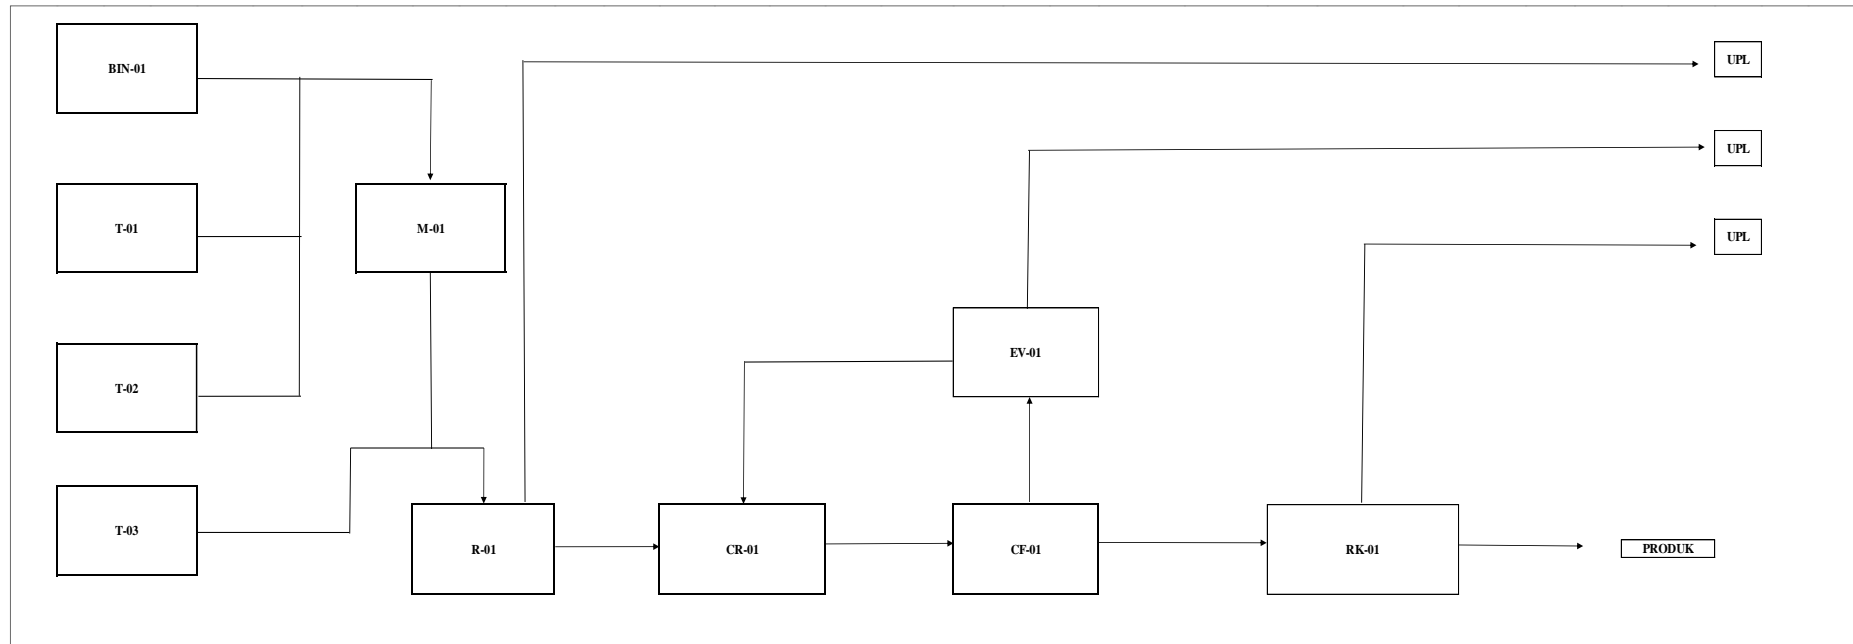 BIN-01
UPL
UPL
T-01
M-01
UPL
EV-01
T-02
T-03
R-01
CR-01
CF-01
RK-01
PRODUK